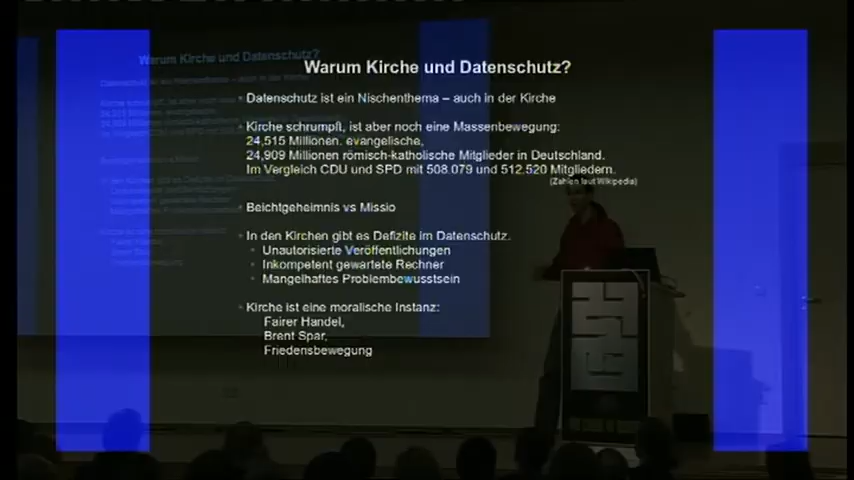 Warum Kirche und Datenschutz?
Datenschutz ist ein Nischenthema – auch in der Kirche
Kirche schrumpft, ist aber noch eine Massenbewegung:
24,515 Millionen. evangelische,
24,909 Millionen römisch-katholische Mitglieder in Deutschland.
Im Vergleich CDU und SPD mit 508.079 und 512.520 Mitgliedern.
(Zahlen laut Wikipedia)
Beichtgeheimnis vs Missio
In den Kirchen gibt es Defizite im Datenschutz.
Unautorisierte Veröffentlichungen
Inkompetent gewartete Rechner
Mangelhaftes Problembewusstsein
Kirche ist eine moralische Instanz:
Fairer Handel,
Brent Spar,
Friedensbewegung